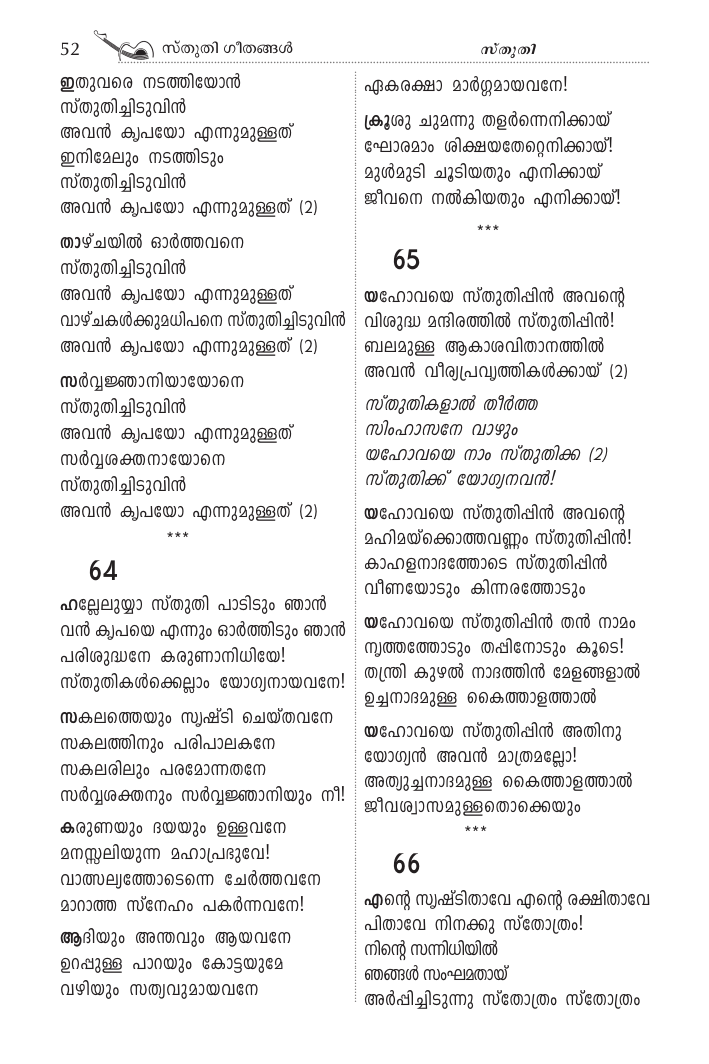 52 സ്തുതി ഗീതങ്ങൾ സ്തുതി
ഇതുവരെ നടത്തിയോൻ
സ്തുതിച്ചിടുവിൻ
അവൻ കൃപയോ എന്നുമുള്ളത്
ഇനിമേലും നടത്തിടും
സ്തുതിച്ചിടുവിൻ
അവൻ കൃപയോ എന്നുമുള്ളത് (2)
താഴ്ചയിൽ ഓർത്തവനെ
സ്തുതിച്ചിടുവിൻ
അവൻ കൃപയോ എന്നുമുള്ളത്
വാഴ്ചകൾക്കുമധിപനെ സ്തുതിച്ചിടുവിൻ
അവൻ കൃപയോ എന്നുമുള്ളത് (2)
സർവ്വജ്ഞാനിയായോനെ
സ്തുതിച്ചിടുവിൻ
അവൻ കൃപയോ എന്നുമുള്ളത്
സർവ്വശക്തനായോനെ
സ്തുതിച്ചിടുവിൻ
അവൻ കൃപയോ എന്നുമുള്ളത് (2)
***
64
ഹല്ലേലുയ്യാ സ്തുതി പാടിടും ഞാൻ
വൻ കൃപയെ എന്നും ഓർത്തിടും ഞാൻ
പരിശുദ്ധനേ കരുണാനിധിയേ!
സ്തുതികൾക്കെല്ലാം യോഗ്യനായവനേ!
സകലത്തെയും സൃഷ്ടി ചെയ്തവനേ
സകലത്തിനും പരിപാലകനേ
സകലരിലും പരമോന്നതനേ
സർവ്വശക്തനും സർവ്വജ്ഞാനിയും നീ!
കരുണയും ദയയും ഉള്ളവനേ
മനസ്സലിയുന്ന മഹാപ്രഭുവേ!
വാത്സല്യത്തോടെന്നെ ചേർത്തവനേ
മാറാത്ത സ്നേഹം പകർന്നവനേ!
ആദിയും അന്തവും ആയവനേ
ഉറപ്പുള്ള പാറയും കോട്ടയുമേ
വഴിയും സത്യവുമായവനേ
ഏകരക്ഷാ മാർഗ്ഗമായവനേ!
ക്രൂശു ചുമന്നു തളർന്നെനിക്കായ്
ഘോരമാം ശിക്ഷയതേറ്റെനിക്കായ്!
മുൾമുടി ചൂടിയതും എനിക്കായ്
ജീവനെ നൽകിയതും എനിക്കായ്!
***
65
യഹോവയെ സ്തുതിപ്പിൻ അവന്റെ
വിശുദ്ധ മന്ദിരത്തിൽ സ്തുതിപ്പിൻ!
ബലമുള്ള ആകാശവിതാനത്തിൽ
അവൻ വീര്യപ്രവൃത്തികൾക്കായ് (2)
സ്തുതികളാൽ തീർത്ത
സിംഹാസനേ വാഴും
യഹോവയെ നാം സ്തുതിക്ക (2)
സ്തുതിക്ക് യോഗ്യനവൻ!
യഹോവയെ സ്തുതിപ്പിൻ അവന്റെ
മഹിമയ്ക്കൊത്തവണ്ണം സ്തുതിപ്പിൻ!
കാഹളനാദത്തോടെ സ്തുതിപ്പിൻ
വീണയോടും കിന്നരത്തോടും
യഹോവയെ സ്തുതിപ്പിൻ തൻ നാമം
നൃത്തത്തോടും തപ്പിനോടും കൂടെ!
തന്ത്രി കുഴൽ നാദത്തിൻ മേളങ്ങളാൽ
ഉച്ചനാദമുള്ള കൈത്താളത്താൽ
യഹോവയെ സ്തുതിപ്പിൻ അതിനു
യോഗ്യൻ അവൻ മാത്രമല്ലോ!
അത്യുച്ചനാദമുള്ള കൈത്താളത്താൽ
ജീവശ്വാസമുള്ളതൊക്കെയും
***
66
എന്റെ സൃഷ്ടിതാവേ എന്റെ രക്ഷിതാവേ
പിതാവേ നിനക്കു സ്തോത്രം!
നിന്റെ സന്നിധിയിൽ
ഞങ്ങൾ സംഘമതായ്
അർപ്പിച്ചിടുന്നു സ്തോത്രം സ്തോത്രം